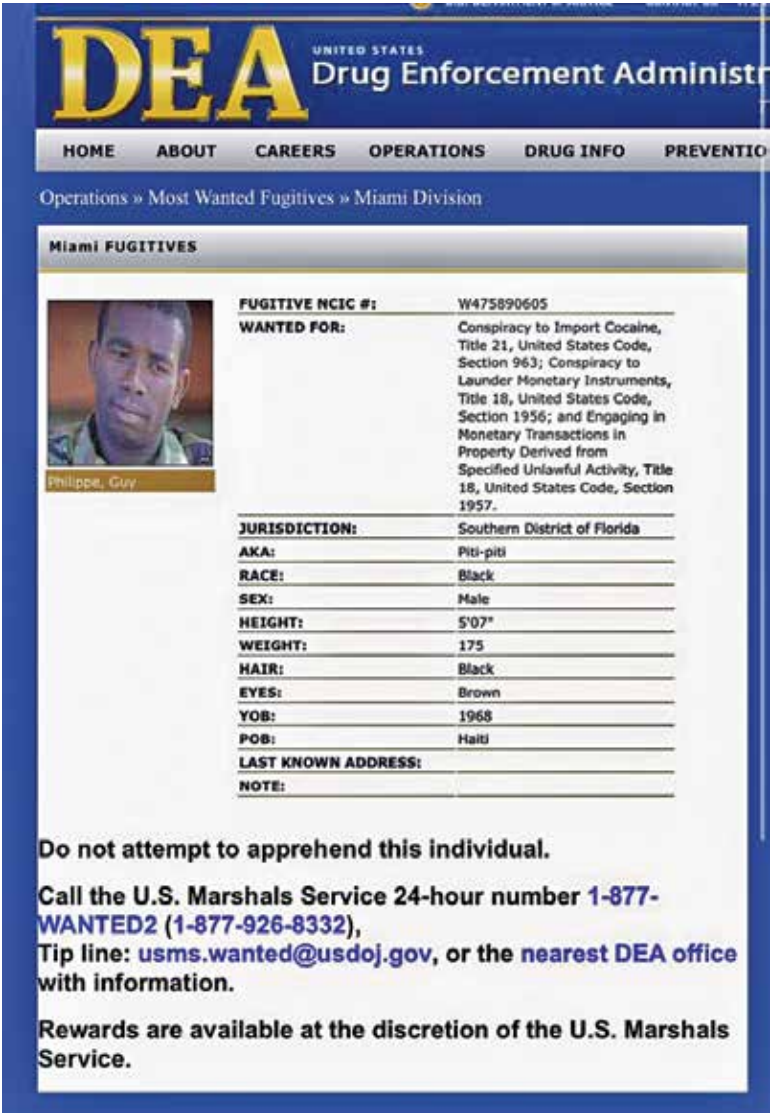 DEA
UNITED STATES
Drug Enforcement Administr
HOME ABOUT CAREERS OPERATIONS DRUG INFO PREVENTIO
Operations » Most Wanted Fugitives » Miami Division
Miami FUGITIVES
Philippe, Guy
FUGITIVE NCIC #: W475890605
WANTED FOR: Conspiracy to Import Cocaine,
Title 21, United States Code,
Section 963; Conspiracy to
Launder Monetary Instruments,
Title 18, United States Code,
Section 1956; and Engaging in
Monetary Transactions in
Property Derived from
Specified Unlawful Activity, Title
18, United States Code, Section
1957.
JURISDICTION: Southern District of Florida
AKA: Piti-piti
RACE: Black
SEX: Male
HEIGHT: 5'07"
WEIGHT: 175
HAIR: Black
EYES: Brown
YOB: 1968
POB: Haiti
LAST KNOWN ADDRESS:
NOTE:
Do not attempt to apprehend this individual.
Call the U.S. Marshals Service 24-hour number 1-877-
WANTED2 (1-877-926-8332),
Tip line: usms.wanted@usdoj.gov, or the nearest DEA office
with information.
Rewards are available at the discretion of the U.S. Marshals
Service.